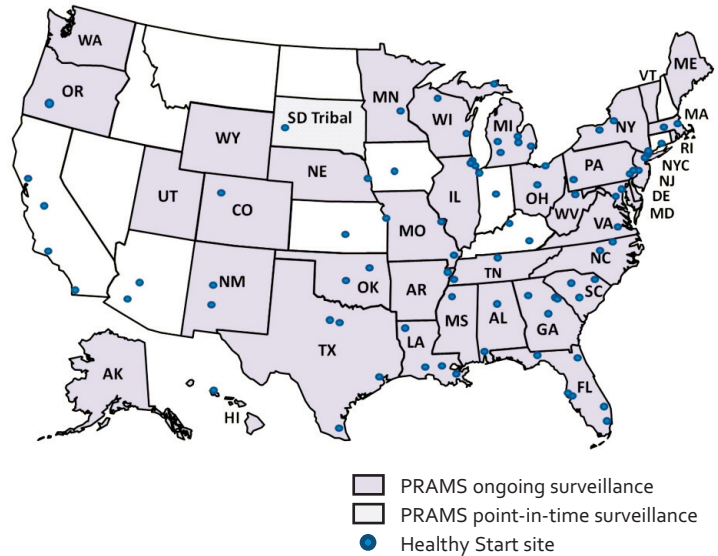 WA
ME
VT
OR
MN
MA
SD Tribal
WI
MI
NY
RI
WY
NYC
NE
PA
NJ
IL
OH
DE
UT
CO
WV
MD
MO
VA
NC
TN
NM
OK
AR
SC
MS
AL
GA
LA
TX
AK
FL
HI
PRAMS ongoing surveillance
PRAMS point-in-time surveillance
Healthy Start site